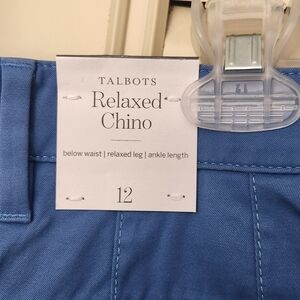 TALBOTS
Relaxed
Chino
below waist | relaxed leg | ankle length
12